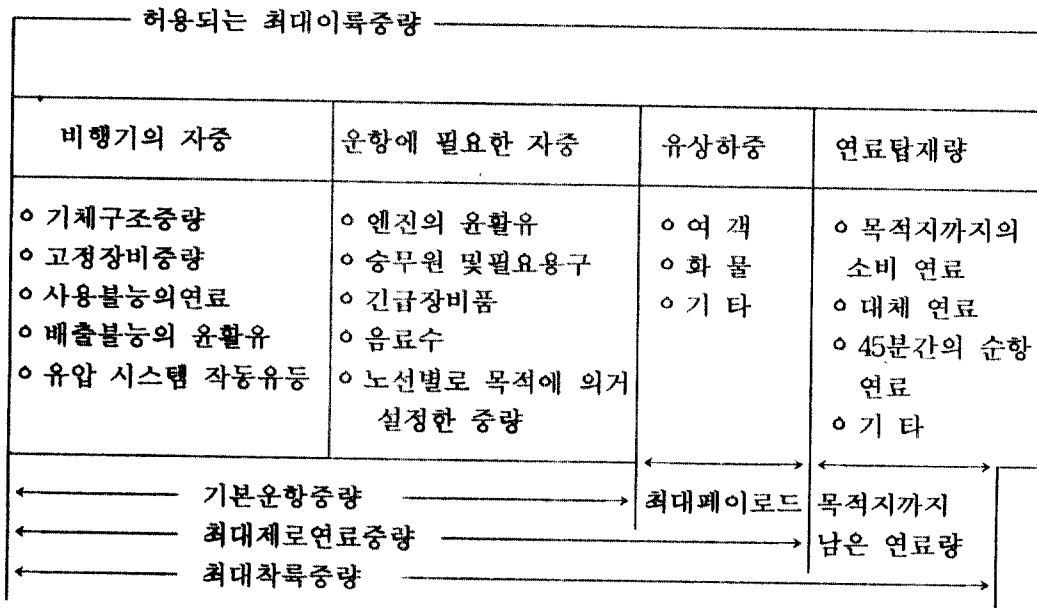 허용되는 최대이륙중량
비행기의 자중
운항에 필요한 자중
유상하중
연료탑재량
o 기체구조중량
o 고정장비중량
o 사용불능의연료
o 배출불능의 윤활유
o 유압 시스템 작동유등
o 엔진의 윤활유
o 승무원 및필요용구
o 긴급장비품
o 음료수
o 노선별로 목적에 의거
설정한 중량
o 여 객
o 화 물
o 기 타
o 목적지까지의
소비 연료
o 대체 연료
o 45분간의 순항
연료
o 기 타
기본운항중량
최대제로연료중량
최대착륙중량
최대페이로드
목적지까지
남은 연료량